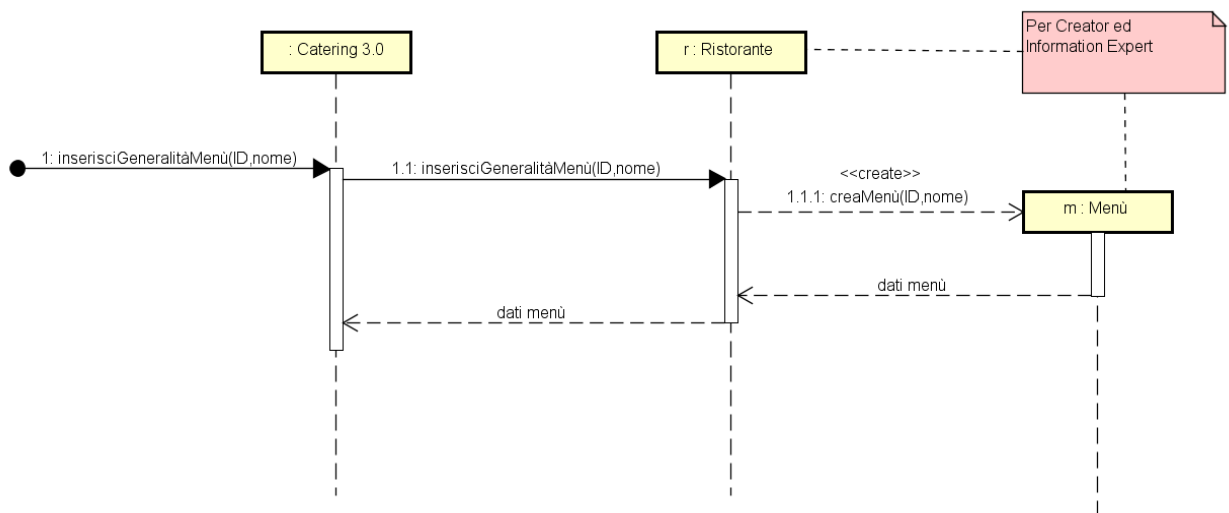 : Catering 3.0
r : Ristorante
Per Creator ed
Information Expert
1: inserisciGeneralitàMenù(ID,nome)
1.1: inserisciGeneralitàMenù(ID,nome)
<<create>>
1.1.1: creaMenù(ID,nome)
m : Menù
dati menù
dati menù